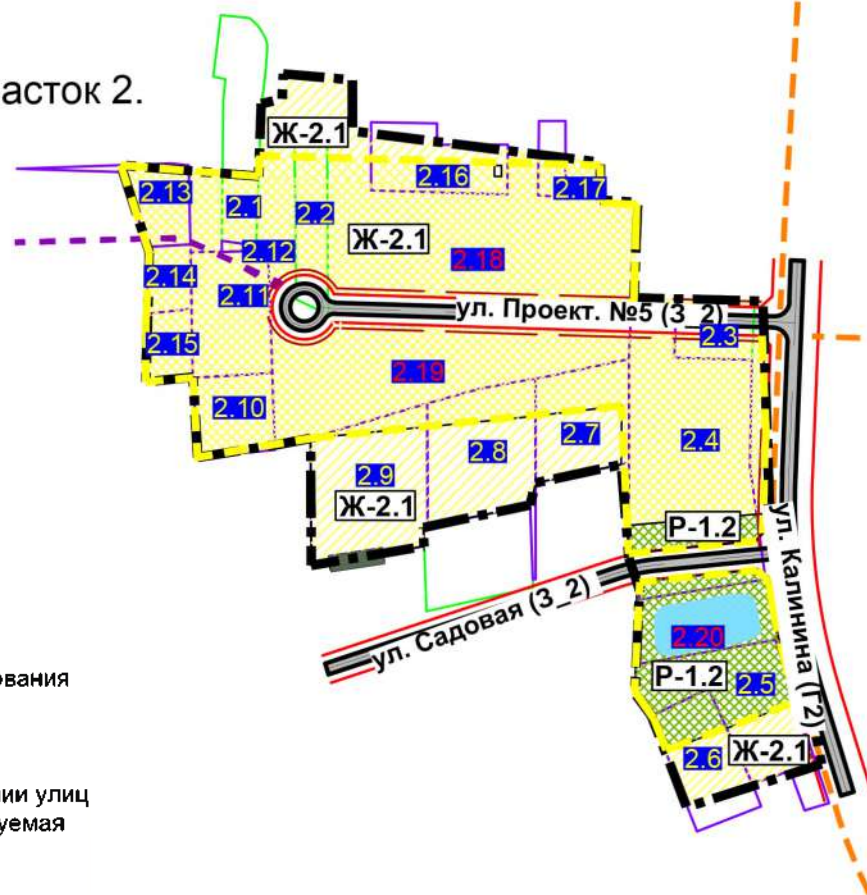 асток 2.
Ж-2.1
2.16
2.17
2.13
2.1
2.2
Ж-2.1
2.12
2.18
2.14
2.11
ул. Проект. №5 (3_2)
2.3
2.15
2.19
2.10
2.7
2.8
2.4
2.9
Ж-2.1
Р-1.2
ул. Калинина (Г2)
ул. Садовая (3_2)
2.20
Р-1.2
2.5
ования
2.6
Ж-2.1
ии улиц
уемая